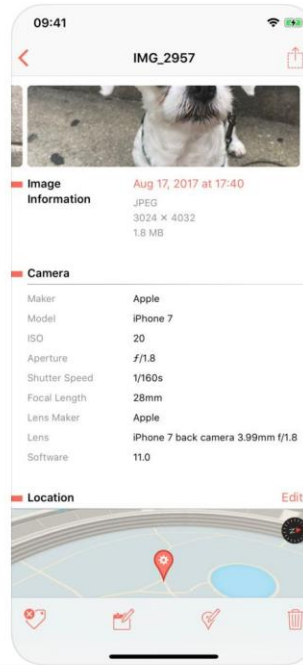 09:41
IMG_2957
Image Information
Aug 17, 2017 at 17:40
JPEG
3024 × 4032
1.8 MB
Camera
Maker Apple
Model iPhone 7
ISO 20
Aperture ƒ/1.8
Shutter Speed 1/160s
Focal Length 28mm
Lens Maker Apple
Lens iPhone 7 back camera 3.99mm f/1.8
Software 11.0
Location Edit